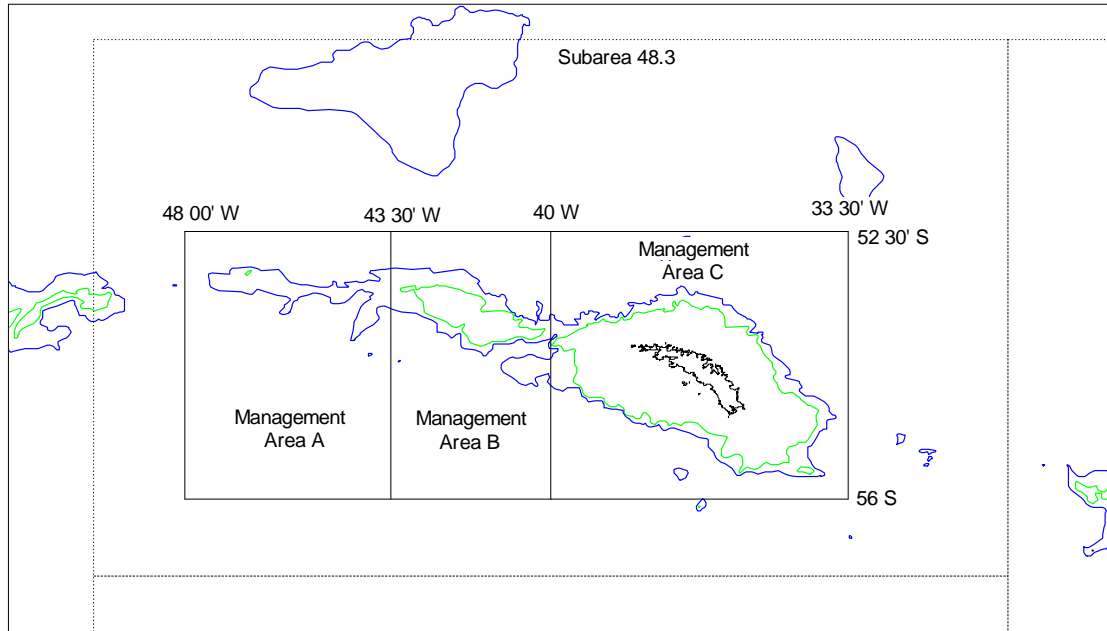 Subarea 48.3
48 00' W
43 30' W
40 W
33 30' W
52 30' S
Management
Area C
Management
Area A
Management
Area B
56 S